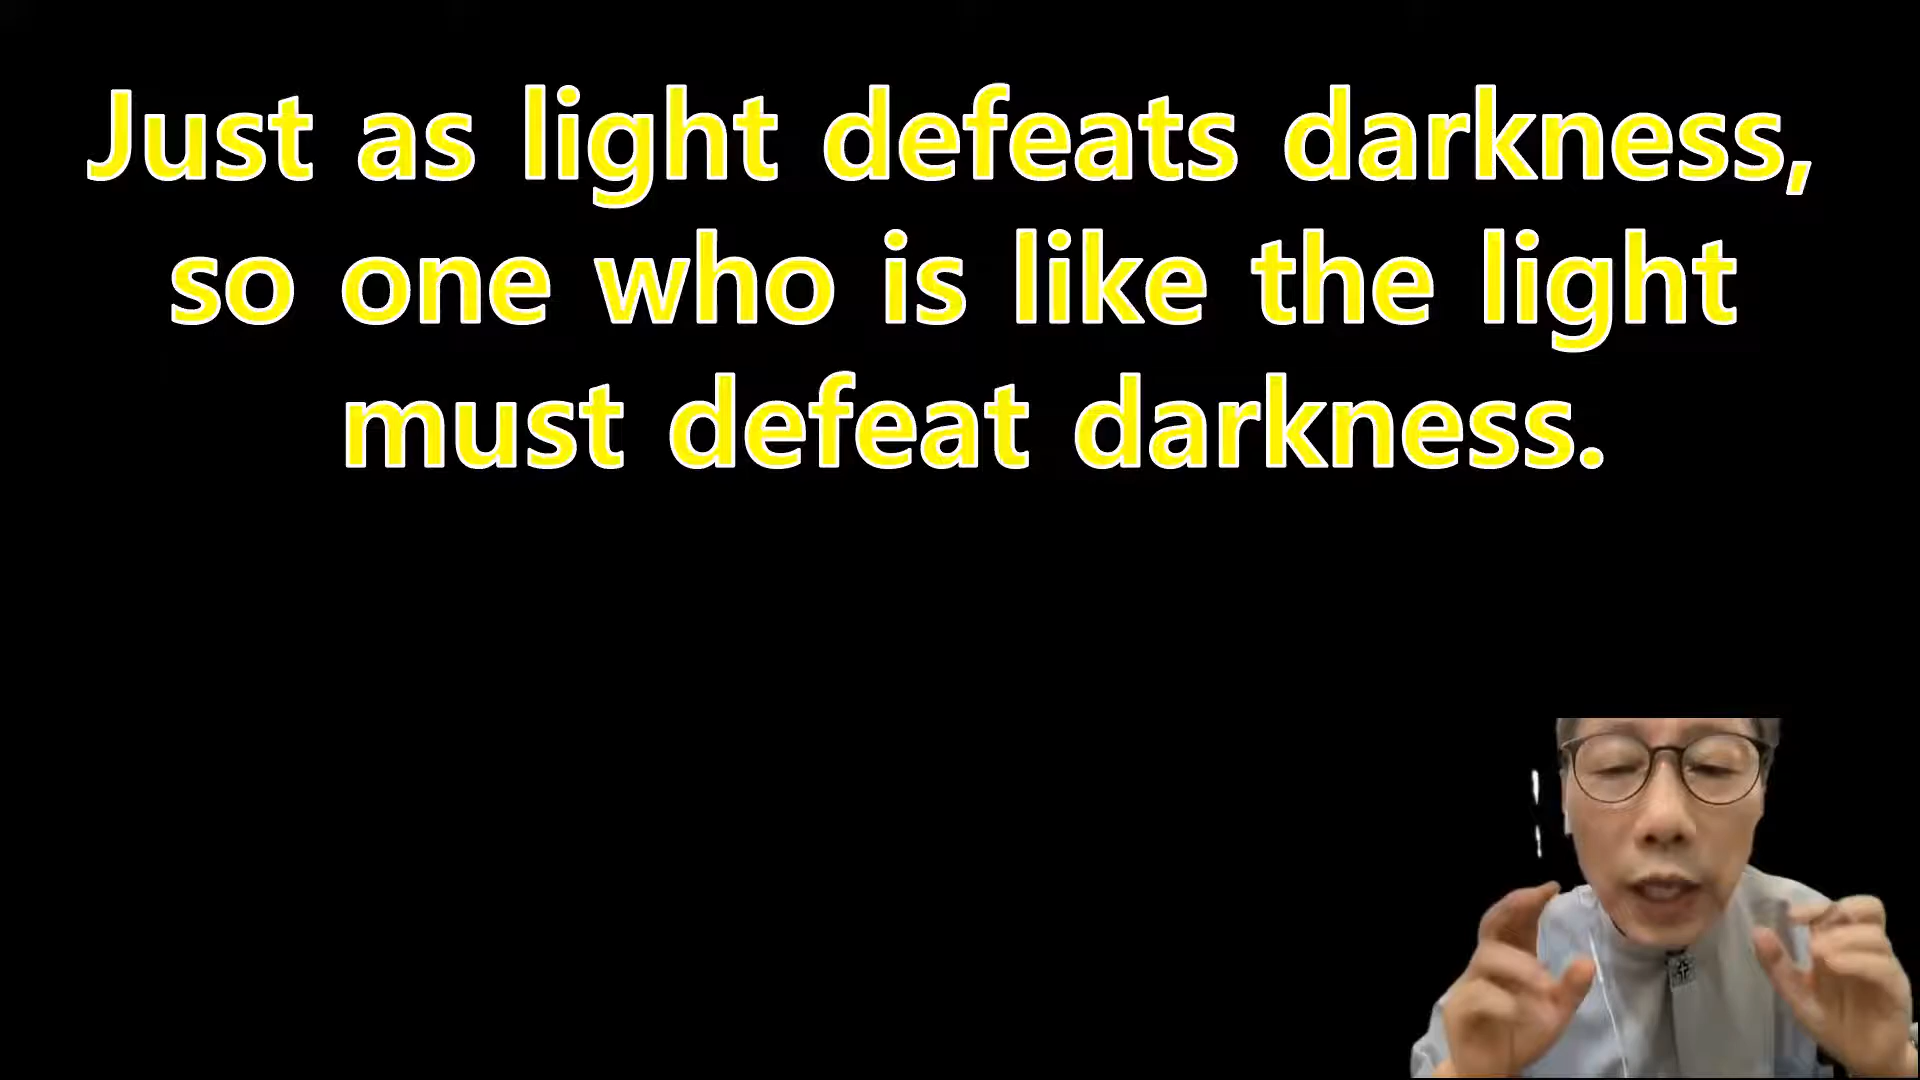 Just as light defeats darkness,
so one who is like the light
must defeat darkness.